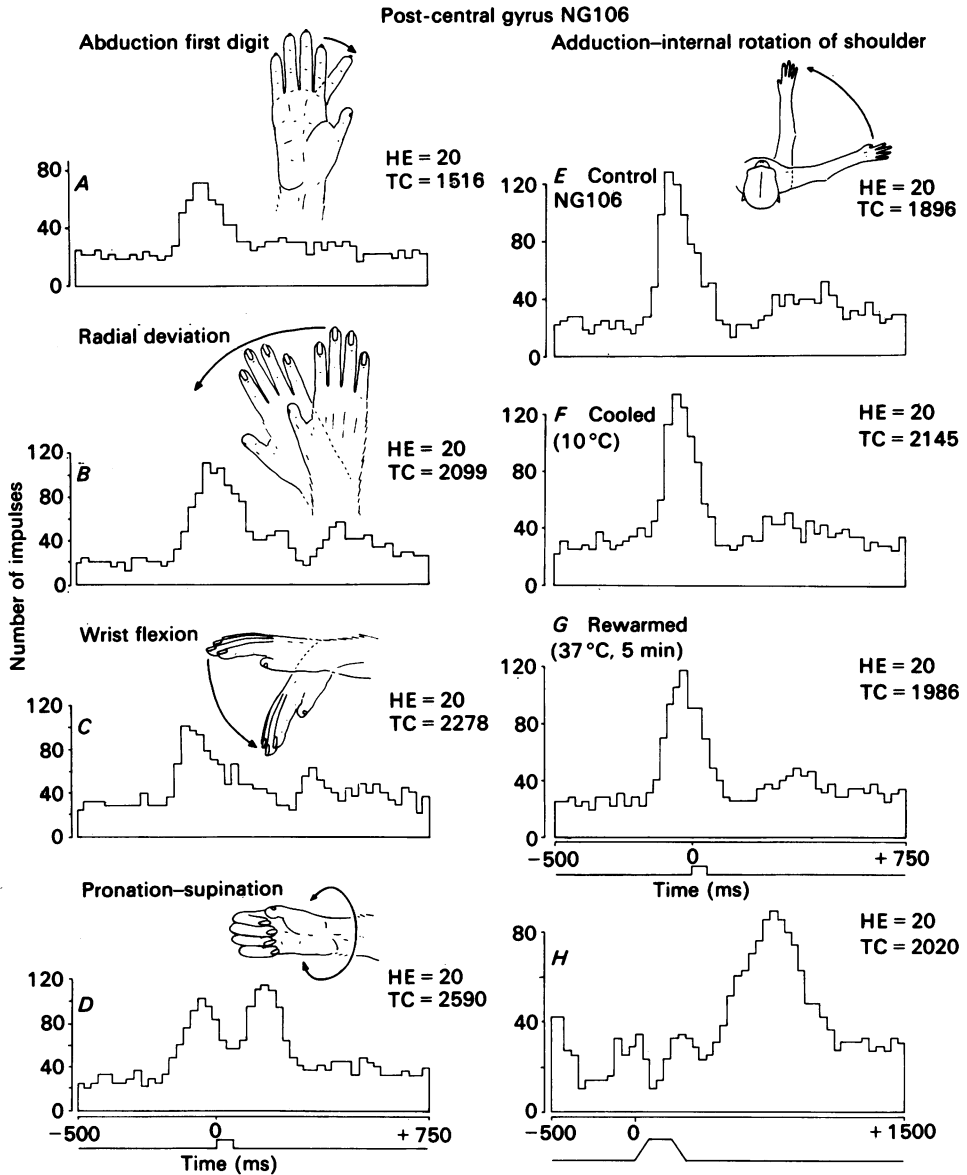 Post-central gyrus NG106
Abduction first digit
HE = 20
TC = 1516
A
80
40
0
Radial deviation
HE = 20
TC = 2099
B
120
80
40
0
Number of impulses
Wrist flexion
HE = 20
TC = 2278
C
120
80
40
0
Pronation–supination
HE = 20
TC = 2590
D
120
80
40
0
−500 0 +750
Time (ms)
Adduction–internal rotation of shoulder
E Control
NG106
HE = 20
TC = 1896
120
80
40
0
F Cooled
(10 °C)
HE = 20
TC = 2145
120
80
40
0
G Rewarmed
(37 °C, 5 min)
HE = 20
TC = 1986
120
80
40
0
−500 0 +750
Time (ms)
H
HE = 20
TC = 2020
80
40
0
−500 0 +1500